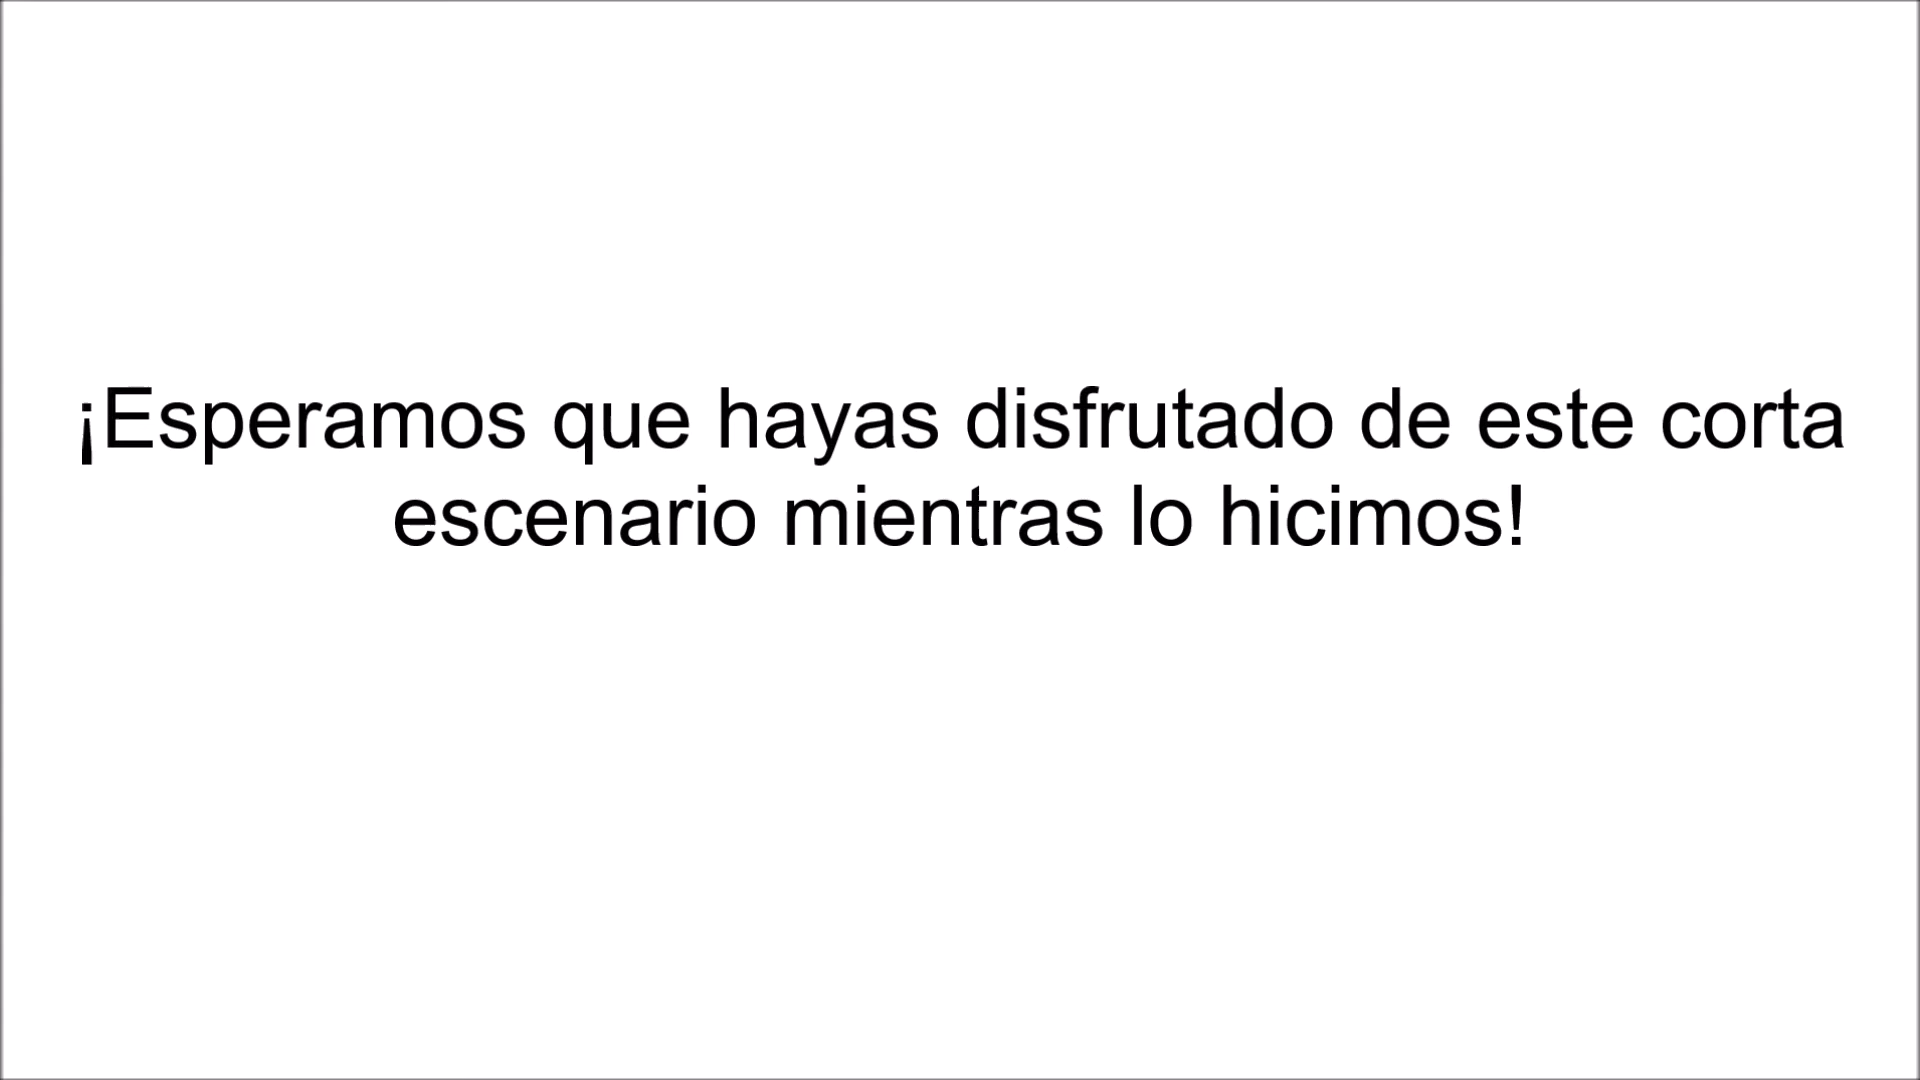 ¡Esperamos que hayas disfrutado de este corta
escenario mientras lo hicimos!